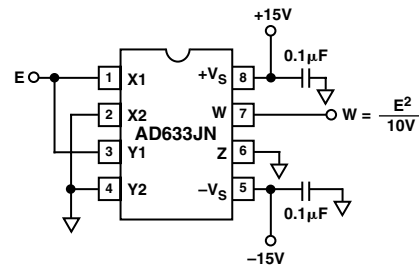 +15V
0.1μF
E
1 X1
+VS 8
2 X2
W 7
W = E²/10V
AD633JN
3 Y1
Z 6
4 Y2
–VS 5
0.1μF
–15V